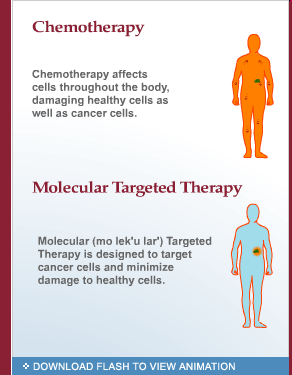 Chemotherapy
Chemotherapy affects
cells throughout the body,
damaging healthy cells as
well as cancer cells.
Molecular Targeted Therapy
Molecular (mo lek'u lar') Targeted
Therapy is designed to target
cancer cells and minimize
damage to healthy cells.
DOWNLOAD FLASH TO VIEW ANIMATION